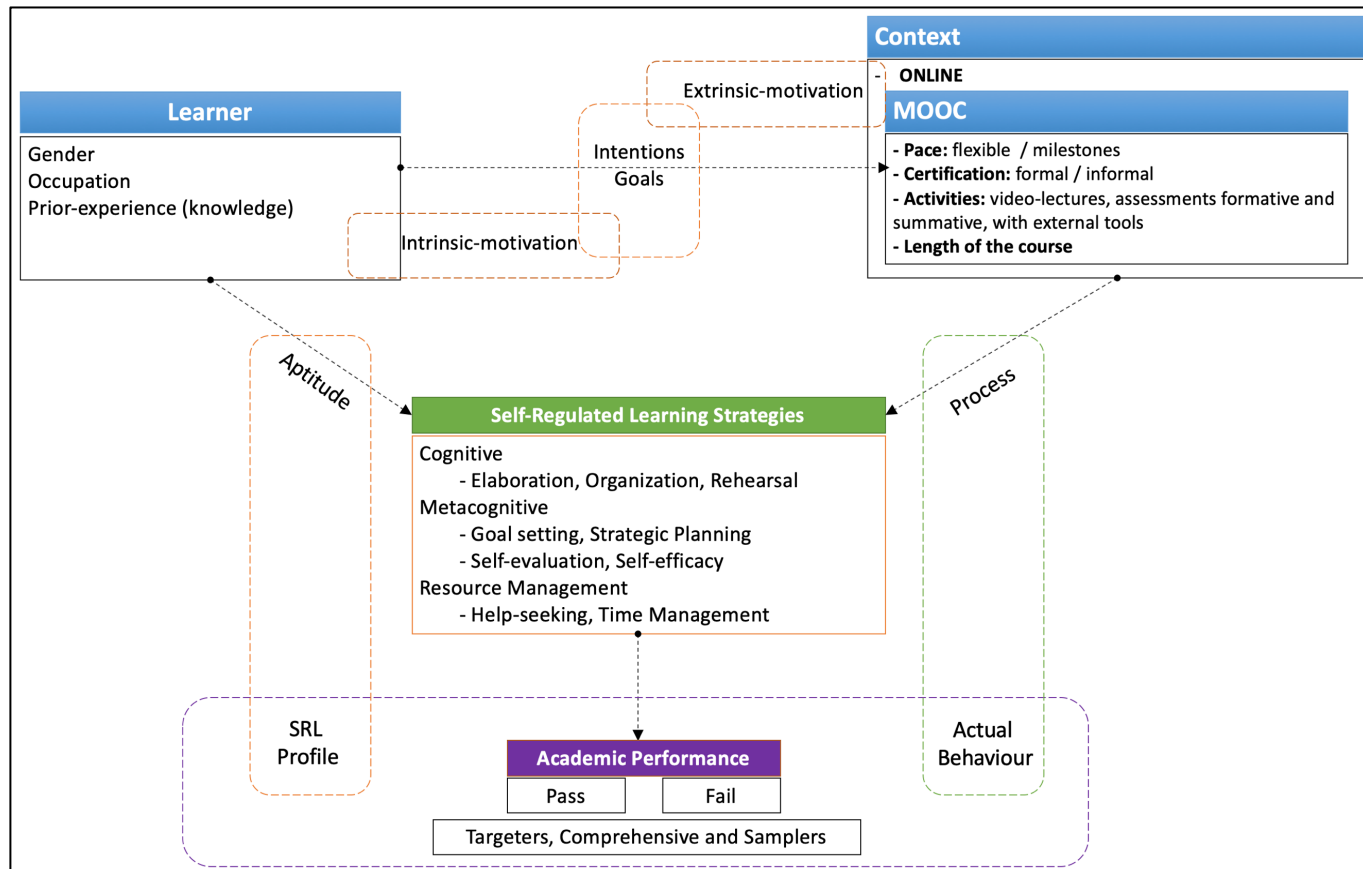 Context
- ONLINE
Extrinsic-motivation
Learner
MOOC
Gender
Occupation
Prior-experience (knowledge)
Intentions
Goals
Intrinsic-motivation
- Pace: flexible / milestones
- Certification: formal / informal
- Activities: video-lectures, assessments formative and
summative, with external tools
- Length of the course
Aptitude
Process
Self-Regulated Learning Strategies
Cognitive
- Elaboration, Organization, Rehearsal
Metacognitive
- Goal setting, Strategic Planning
- Self-evaluation, Self-efficacy
Resource Management
- Help-seeking, Time Management
SRL
Profile
Actual
Behaviour
Academic Performance
Pass
Fail
Targeters, Comprehensive and Samplers